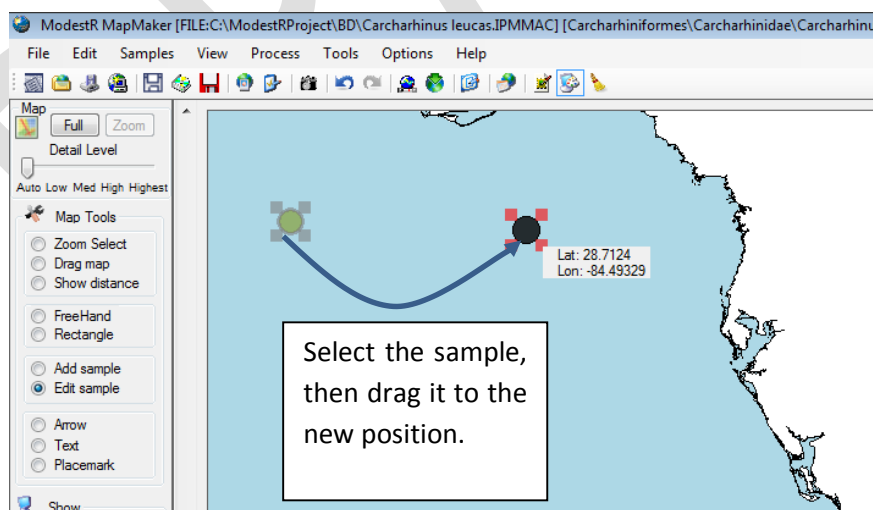 ModestR MapMaker [FILE:C:\ModestRProject\BD\Carcharhinus leucas.IPMMAC] [Carcharhiniformes\Carcharhinidae\Carcharhinu
File Edit Samples View Process Tools Options Help
Map
Full Zoom
Detail Level
Auto Low Med High Highest
Map Tools
Zoom Select
Drag map
Show distance
FreeHand
Rectangle
Add sample
Edit sample
Arrow
Text
Placemark
Show
Lat: 28.7124
Lon: -84.49329
Select the sample,
then drag it to the
new position.